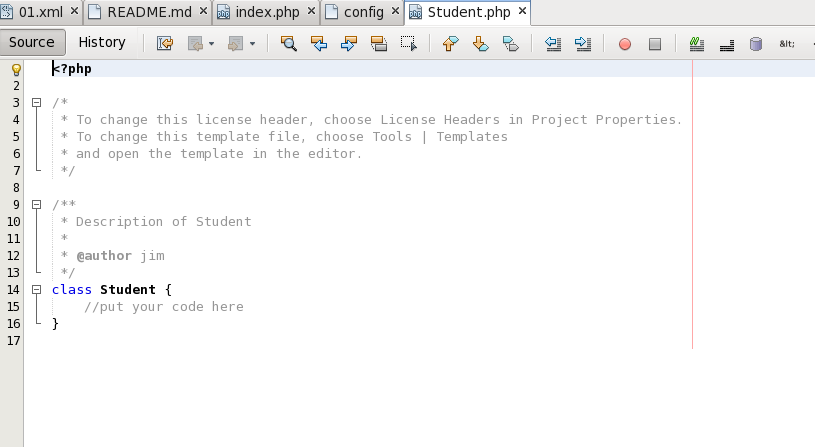 01.xml README.md index.php config Student.php
Source History &lt;
<?php
2
3 /*
4 * To change this license header, choose License Headers in Project Properties.
5 * To change this template file, choose Tools | Templates
6 * and open the template in the editor.
7 */
8
9 /**
10 * Description of Student
11 *
12 * @author jim
13 */
14 class Student {
15 //put your code here
16 }
17